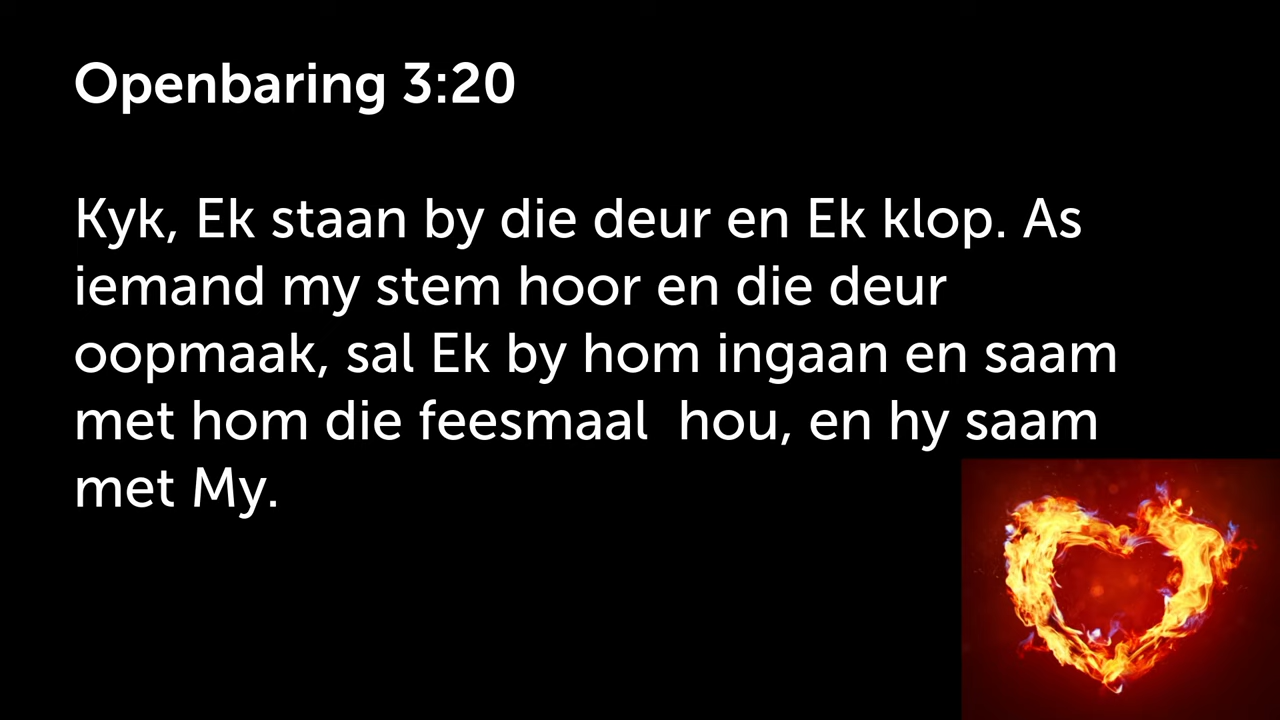 Openbaring 3:20
Kyk, Ek staan by die deur en Ek klop. As
iemand my stem hoor en die deur
oopmaak, sal Ek by hom ingaan en saam
met hom die feesmaal  hou, en hy saam
met My.